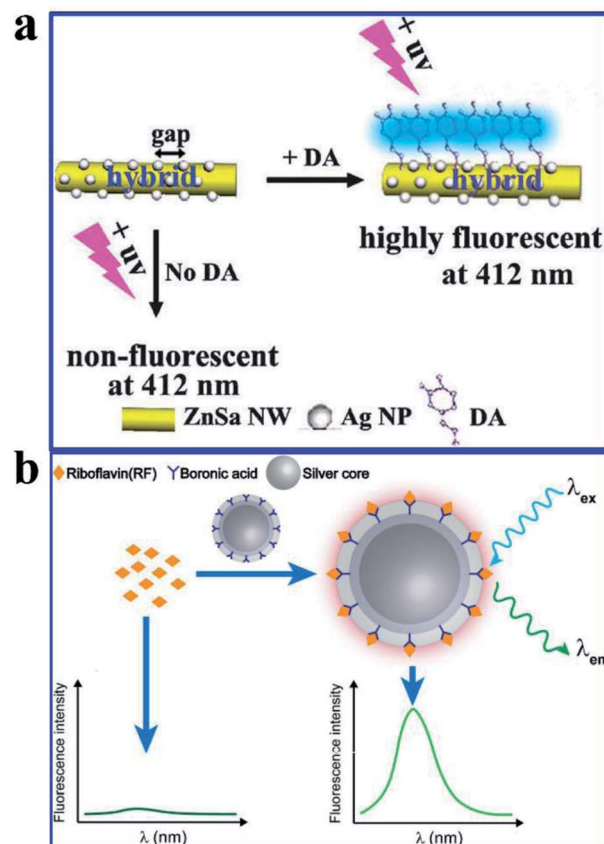 a
+ uv
gap
+ DA
hybrid
hybrid
+ uv
No DA
highly fluorescent
at 412 nm
non-fluorescent
at 412 nm
ZnSa NW
Ag NP
DA
b
Riboflavin(RF)
Boronic acid
Silver core
λex
λem
Fluorescence intensity
λ (nm)
Fluorescence intensity
λ (nm)